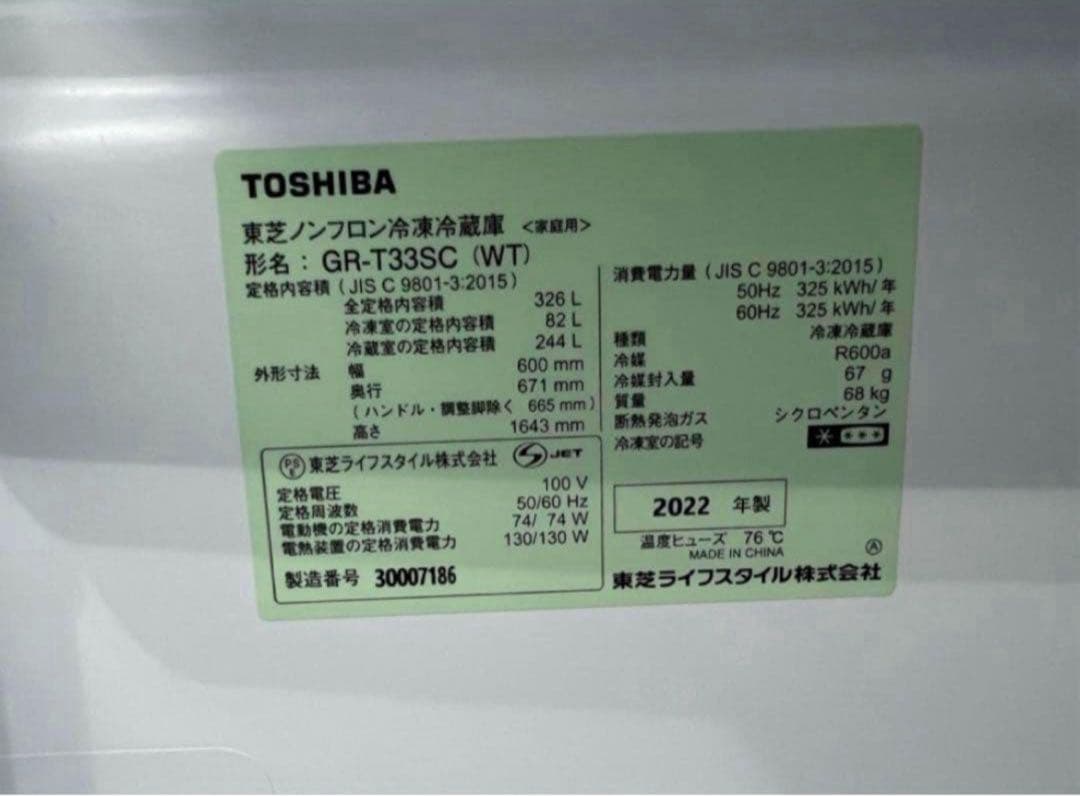 TOSHIBA
東芝ノンフロン冷凍冷蔵庫 <家庭用>
形名： GR-T33SC (WT)
定格内容積 (JIS C 9801-3:2015)
全定格内容積 326 L
冷凍室の定格内容積 82 L
冷蔵室の定格内容積 244 L
外形寸法 幅 600 mm
奥行 671 mm
(ハンドル・調整脚除く 665 mm)
高さ 1643 mm
PS E 東芝ライフスタイル株式会社 S JET
定格電圧 100 V
定格周波数 50/60 Hz
電動機の定格消費電力 74/ 74 W
電熱装置の定格消費電力 130/130 W
製造番号 30007186
消費電力量 (JIS C 9801-3:2015)
50Hz 325 kWh/年
60Hz 325 kWh/年
種類 冷凍冷蔵庫
冷媒 R600a
冷媒封入量 67 g
質量 68 kg
断熱発泡ガス シクロペンタン
冷凍室の記号
2022 年製
温度ヒューズ 76 ℃
MADE IN CHINA Ⓐ
東芝ライフスタイル株式会社